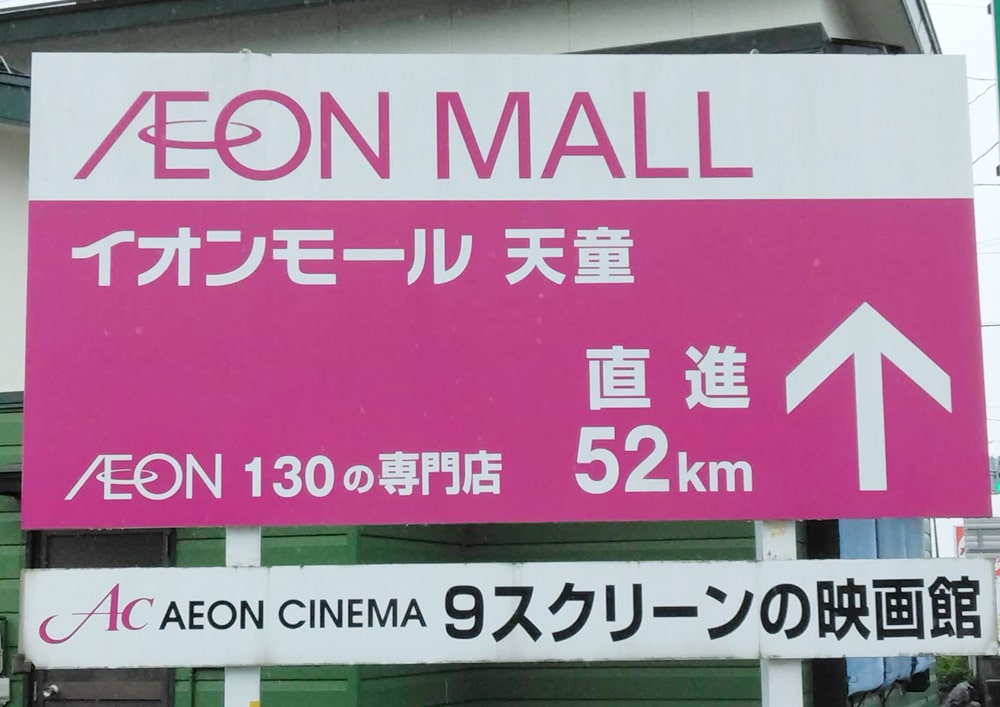 ÆON MALL
イオンモール 天童
直進
52km
ÆON 130の専門店
AC AEON CINEMA 9スクリーンの映画館